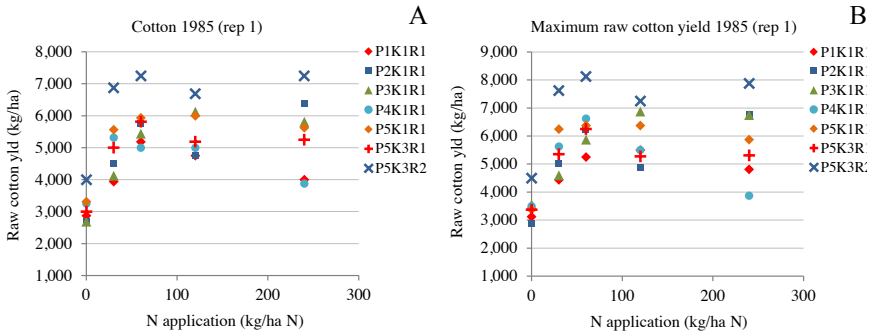 Cotton 1985 (rep 1)
A
Raw cotton yld (kg/ha)
8,000
7,000
6,000
5,000
4,000
3,000
2,000
1,000
0
100
200
300
N application (kg/ha N)
P1K1R1
P2K1R1
P3K1R1
P4K1R1
P5K1R1
P5K3R1
P5K3R2
Maximum raw cotton yield 1985 (rep 1)
B
Raw cotton yld (kg/ha)
9,000
8,000
7,000
6,000
5,000
4,000
3,000
2,000
1,000
0
100
200
300
N application (kg/ha N)
P1K1R1
P2K1R1
P3K1R1
P4K1R1
P5K1R1
P5K3R1
P5K3R2